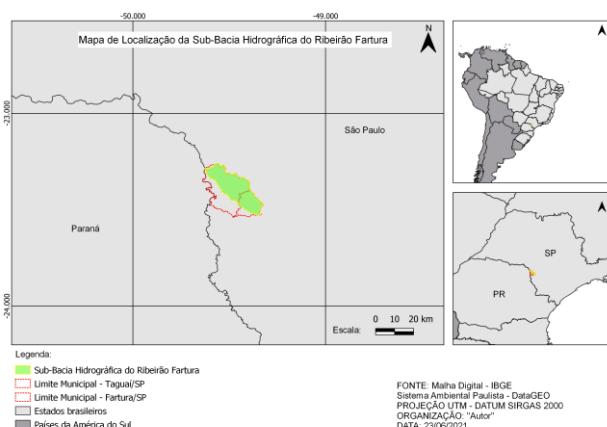 -50.000
-49.000
Mapa de Localização da Sub-Bacia Hidrográfica do Ribeirão Fartura
N
-23.000
São Paulo
Paraná
-24.000
0 10 20 km
Escala:
SP
PR
Legenda:
Sub-Bacia Hidrográfica do Ribeirão Fartura
Limite Municipal - Taguaí/SP
Limite Municipal - Fartura/SP
Estados brasileiros
Países da América do Sul
FONTE: Malha Digital - IBGE
Sistema Ambiental Paulista - DataGEO
PROJEÇÃO UTM - DATUM SIRGAS 2000
ORGANIZAÇÃO: "Autor"
DATA: 23/06/2021